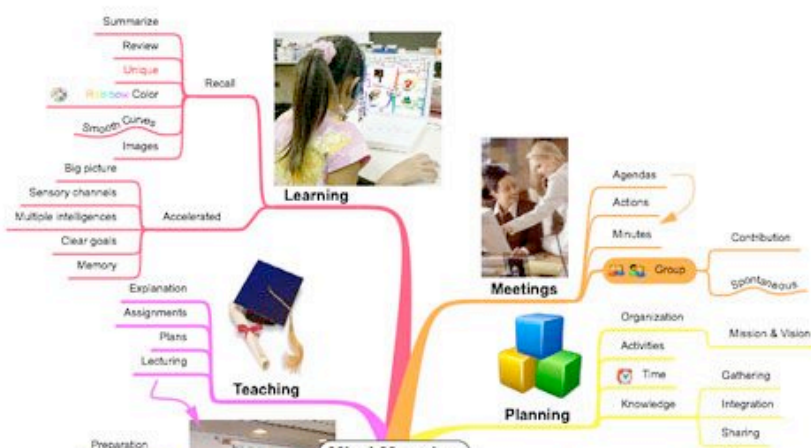 Summarize
Review
Unique
Rainbow Color
Smooth Curves
Images
Recall
Big picture
Sensory channels
Multiple intelligences
Clear goals
Memory
Accelerated
Learning
Explanation
Assignments
Plans
Lecturing
Teaching
Preparation
Agendas
Actions
Minutes
Group
Contribution
Spontaneous
Meetings
Organization
Mission & Vision
Activities
Time
Knowledge
Gathering
Integration
Sharing
Planning